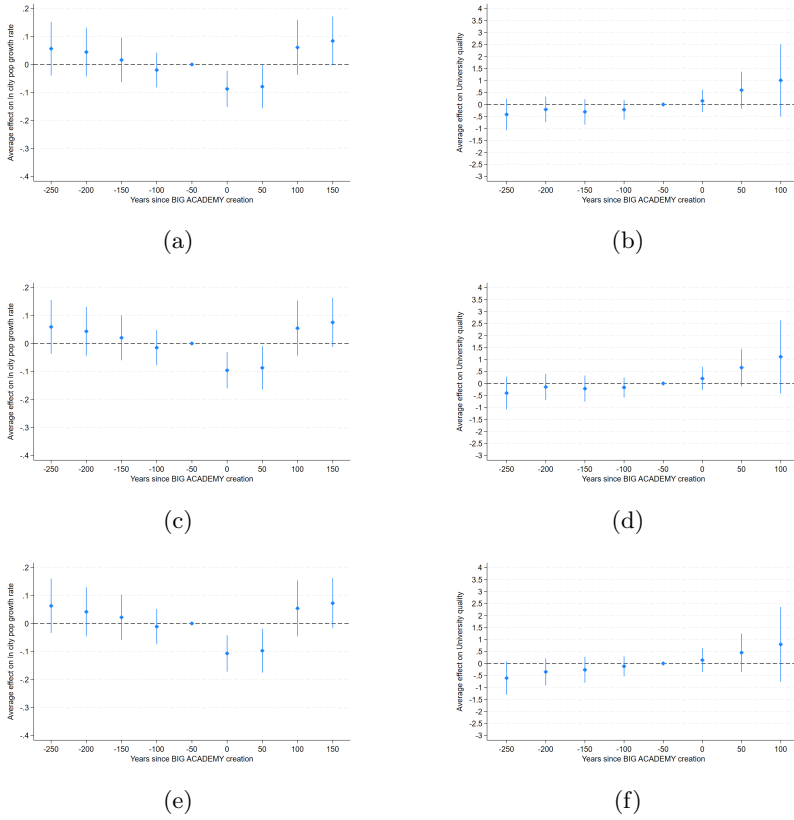 Average effect on ln city pop growth rate
.2
.1
0
-.1
-.2
-.3
-.4
-250 -200 -150 -100 -50 0 50 100 150
Years since BIG ACADEMY creation
(a)
Average effect on University quality
4
3.5
3
2.5
2
1.5
1
.5
0
-.5
-1
-1.5
-2
-2.5
-3
-250 -200 -150 -100 -50 0 50 100
Years since BIG ACADEMY creation
(b)
Average effect on ln city pop growth rate
.2
.1
0
-.1
-.2
-.3
-.4
-250 -200 -150 -100 -50 0 50 100 150
Years since BIG ACADEMY creation
(c)
Average effect on University quality
4
3.5
3
2.5
2
1.5
1
.5
0
-.5
-1
-1.5
-2
-2.5
-3
-250 -200 -150 -100 -50 0 50 100
Years since BIG ACADEMY creation
(d)
Average effect on ln city pop growth rate
.2
.1
0
-.1
-.2
-.3
-.4
-250 -200 -150 -100 -50 0 50 100 150
Years since BIG ACADEMY creation
(e)
Average effect on University quality
4
3.5
3
2.5
2
1.5
1
.5
0
-.5
-1
-1.5
-2
-2.5
-3
-250 -200 -150 -100 -50 0 50 100
Years since BIG ACADEMY creation
(f)